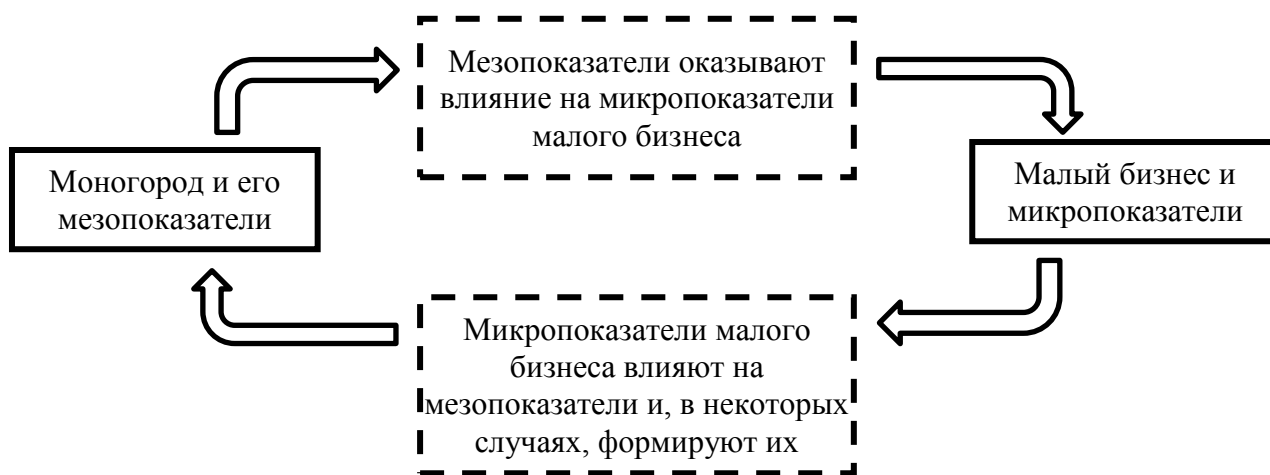 Мезопоказатели оказывают
влияние на микропоказатели
малого бизнеса
Моногород и его
мезопоказатели
Малый бизнес и
микропоказатели
Микропоказатели малого
бизнеса влияют на
мезопоказатели и, в некоторых
случаях, формируют их